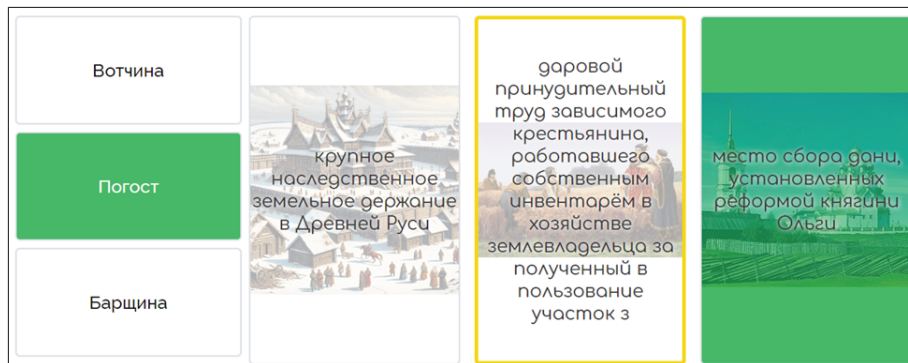 Вотчина
Погост
Барщина
крупное
наследственное
земельное держание
в Древней Руси
даровой
принудительный
труд зависимого
крестьянина,
работавшего
собственным
инвентарём в
хозяйстве
землевладельца за
полученный в
пользование
участок з
место сбора дани,
установленных
реформой княгини
Ольги